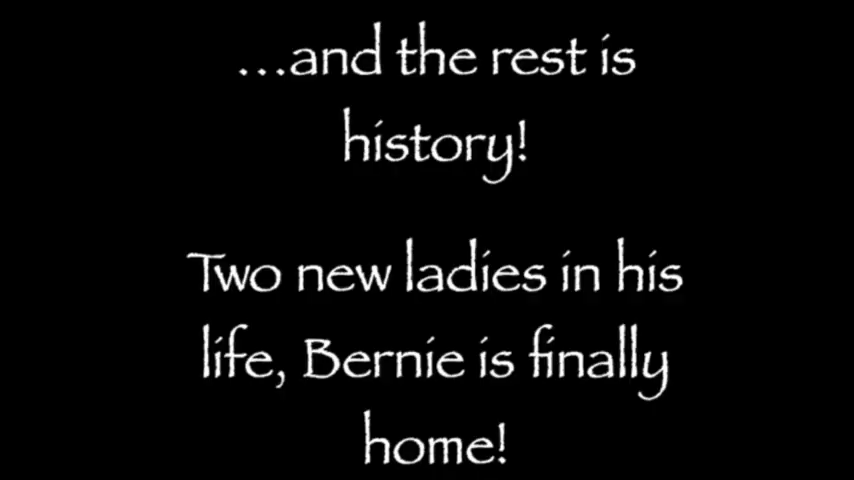 ...and the rest is
history!
Two new ladies in his
life, Bernie is finally
home!